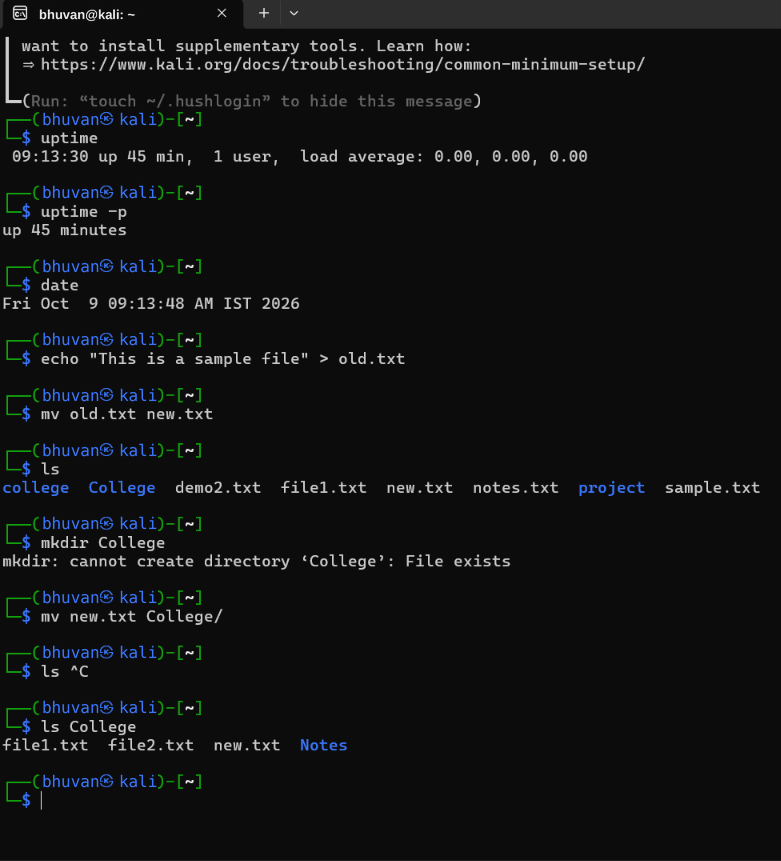 bhuvan@kali: ~
want to install supplementary tools. Learn how:
⇒ https://www.kali.org/docs/troubleshooting/common-minimum-setup/
(Run: “touch ~/.hushlogin” to hide this message)
┌──(bhuvan㉿kali)-[~]
└─$ uptime
09:13:30 up 45 min,  1 user,  load average: 0.00, 0.00, 0.00
┌──(bhuvan㉿kali)-[~]
└─$ uptime -p
up 45 minutes
┌──(bhuvan㉿kali)-[~]
└─$ date
Fri Oct  9 09:13:48 AM IST 2026
┌──(bhuvan㉿kali)-[~]
└─$ echo "This is a sample file" > old.txt
┌──(bhuvan㉿kali)-[~]
└─$ mv old.txt new.txt
┌──(bhuvan㉿kali)-[~]
└─$ ls
college  College  demo2.txt  file1.txt  new.txt  notes.txt  project  sample.txt
┌──(bhuvan㉿kali)-[~]
└─$ mkdir College
mkdir: cannot create directory ‘College’: File exists
┌──(bhuvan㉿kali)-[~]
└─$ mv new.txt College/
┌──(bhuvan㉿kali)-[~]
└─$ ls ^C
┌──(bhuvan㉿kali)-[~]
└─$ ls College
file1.txt  file2.txt  new.txt  Notes
┌──(bhuvan㉿kali)-[~]
└─$